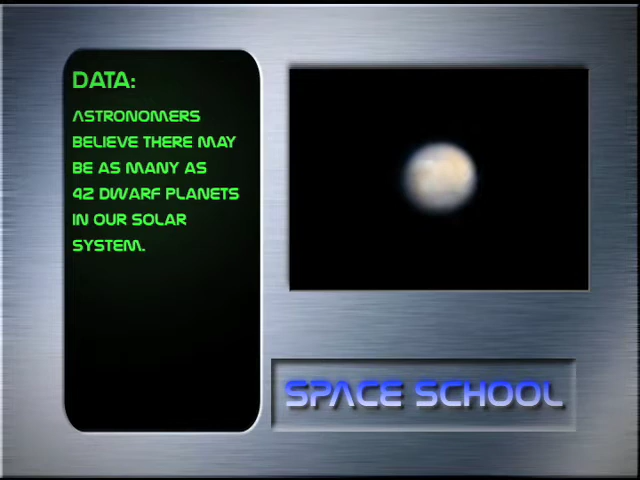 DATA:
ASTRONOMERS
BELIEVE THERE MAY
BE AS MANY AS
42 DWARF PLANETS
IN OUR SOLAR
SYSTEM.
SPACE SCHOOL